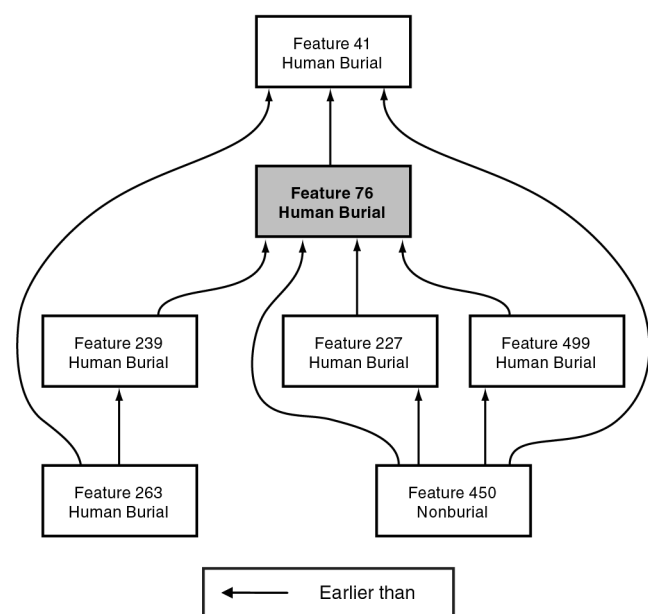 Feature 41
Human Burial
Feature 76
Human Burial
Feature 239
Human Burial
Feature 227
Human Burial
Feature 499
Human Burial
Feature 263
Human Burial
Feature 450
Nonburial
Earlier than